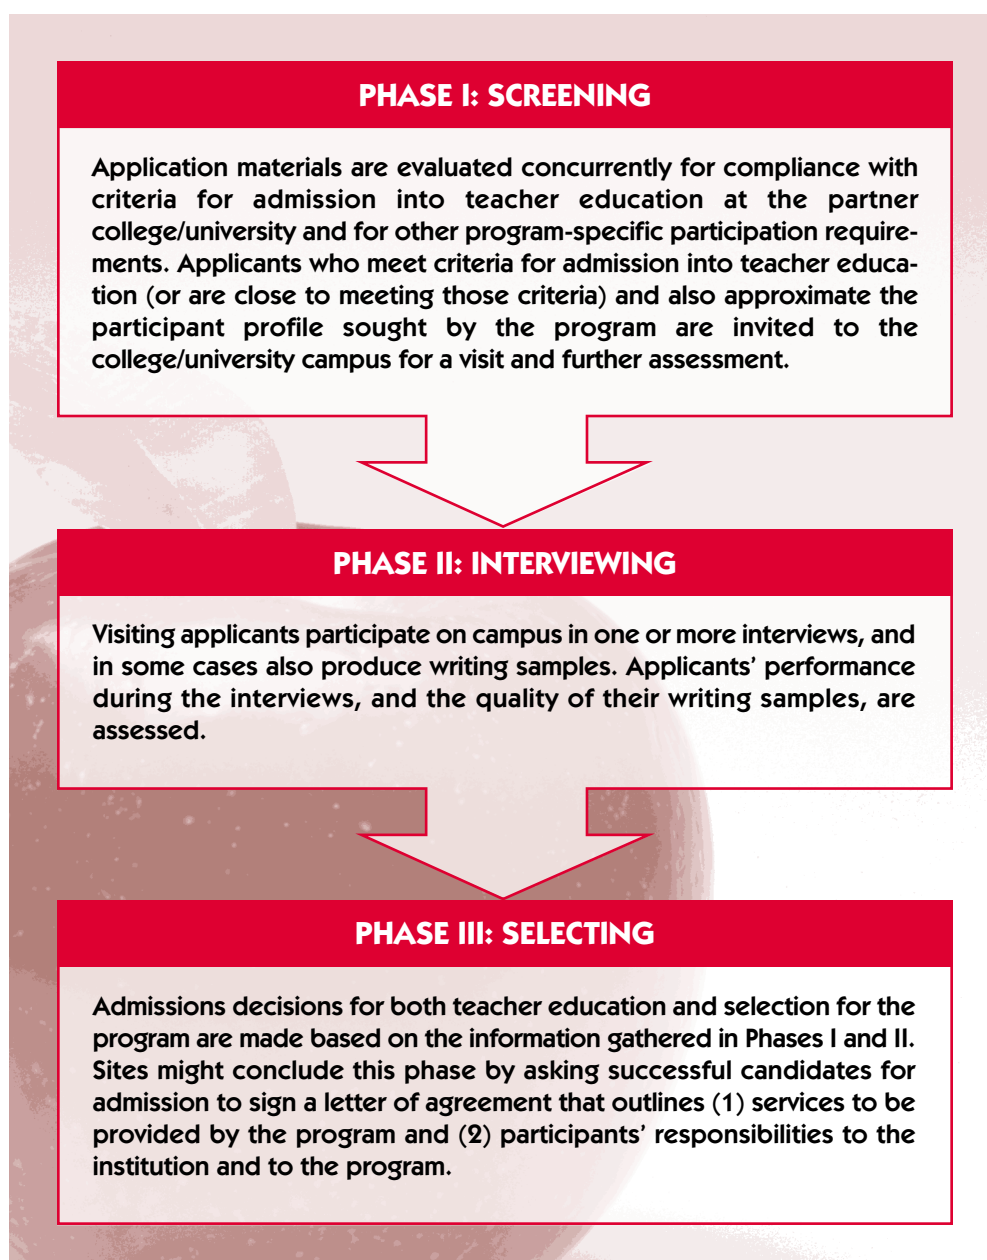 PHASE I: SCREENING
Application materials are evaluated concurrently for compliance with
criteria for admission into teacher education at the partner
college/university and for other program-specific participation require-
ments. Applicants who meet criteria for admission into teacher educa-
tion (or are close to meeting those criteria) and also approximate the
participant profile sought by the program are invited to the
college/university campus for a visit and further assessment.
PHASE II: INTERVIEWING
Visiting applicants participate on campus in one or more interviews, and
in some cases also produce writing samples. Applicants’ performance
during the interviews, and the quality of their writing samples, are
assessed.
PHASE III: SELECTING
Admissions decisions for both teacher education and selection for the
program are made based on the information gathered in Phases I and II.
Sites might conclude this phase by asking successful candidates for
admission to sign a letter of agreement that outlines (1) services to be
provided by the program and (2) participants’ responsibilities to the
institution and to the program.